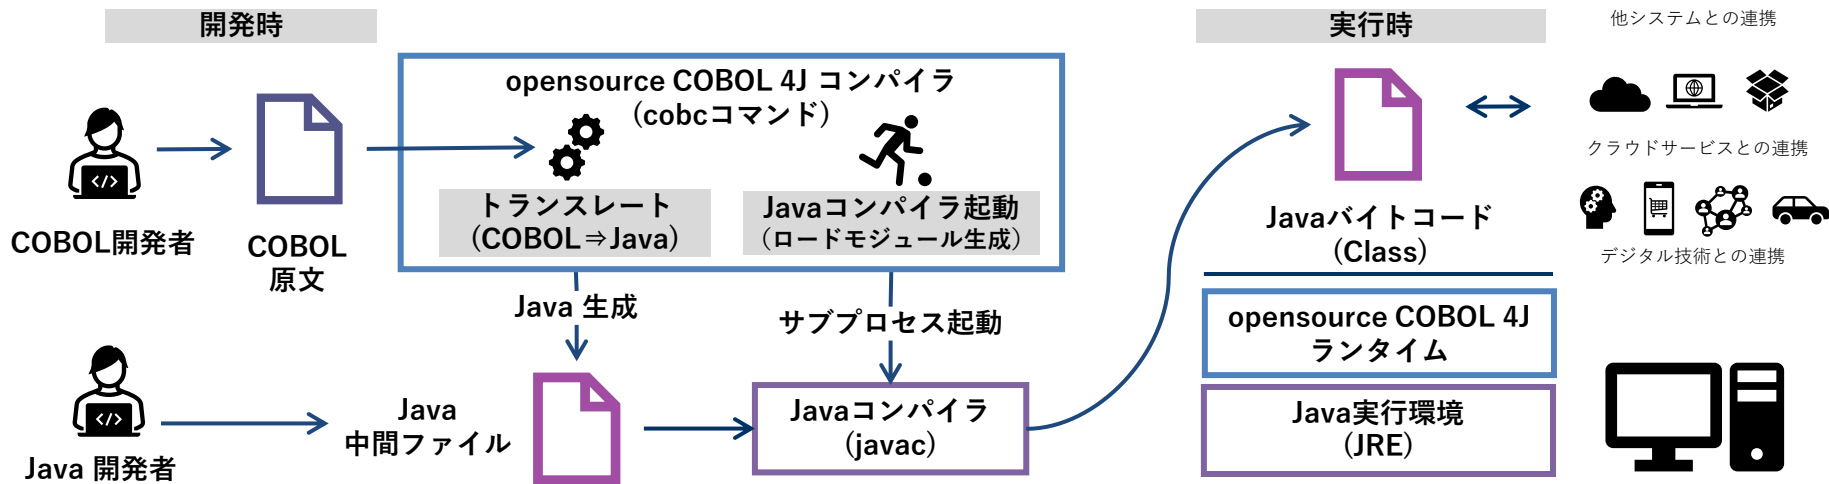 開発時
実行時
他システムとの連携
opensource COBOL 4J コンパイラ
(cobcコマンド)
クラウドサービスとの連携
トランスレート
(COBOL⇒Java)
Javaコンパイラ起動
(ロードモジュール生成)
COBOL開発者
COBOL
原文
Javaバイトコード
(Class)
デジタル技術との連携
Java 生成
サブプロセス起動
opensource COBOL 4J
ランタイム
Java 開発者
Java
中間ファイル
Javaコンパイラ
(javac)
Java実行環境
(JRE)